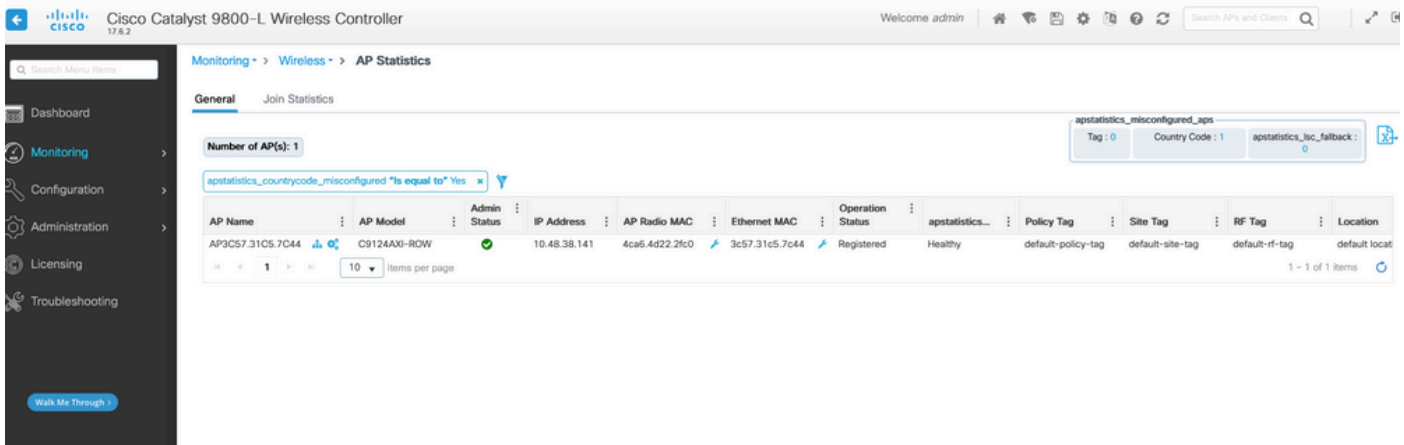 CISCO
Cisco Catalyst 9800-L Wireless Controller
17.6.2
Welcome admin
Search APs and Clients
Search Menu Items
Dashboard
Monitoring
Configuration
Administration
Licensing
Troubleshooting
Walk Me Through >
Monitoring > Wireless > AP Statistics
General Join Statistics
Number of AP(s): 1
apstatistics_misconfigured_aps
Tag : 0 Country Code : 1 apstatistics_lsc_fallback : 0
apstatistics_countrycode_misconfigured "Is equal to" Yes x
AP Name AP Model Admin Status IP Address AP Radio MAC Ethernet MAC Operation Status apstatistics... Policy Tag Site Tag RF Tag Location
AP3C57.31C5.7C44 C9124AXI-ROW 10.48.38.141 4ca6.4d22.2fc0 3c57.31c5.7c44 Registered Healthy default-policy-tag default-site-tag default-rf-tag default locat
1 10 items per page 1 - 1 of 1 items